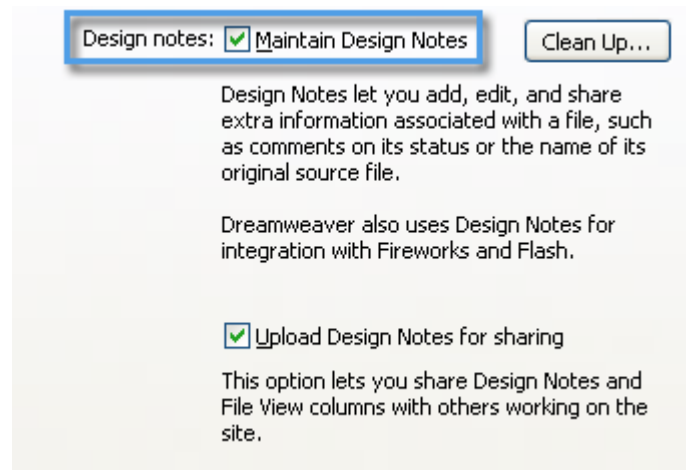 Design notes: Maintain Design Notes Clean Up...
Design Notes let you add, edit, and share
extra information associated with a file, such
as comments on its status or the name of its
original source file.
Dreamweaver also uses Design Notes for
integration with Fireworks and Flash.
Upload Design Notes for sharing
This option lets you share Design Notes and
File View columns with others working on the
site.